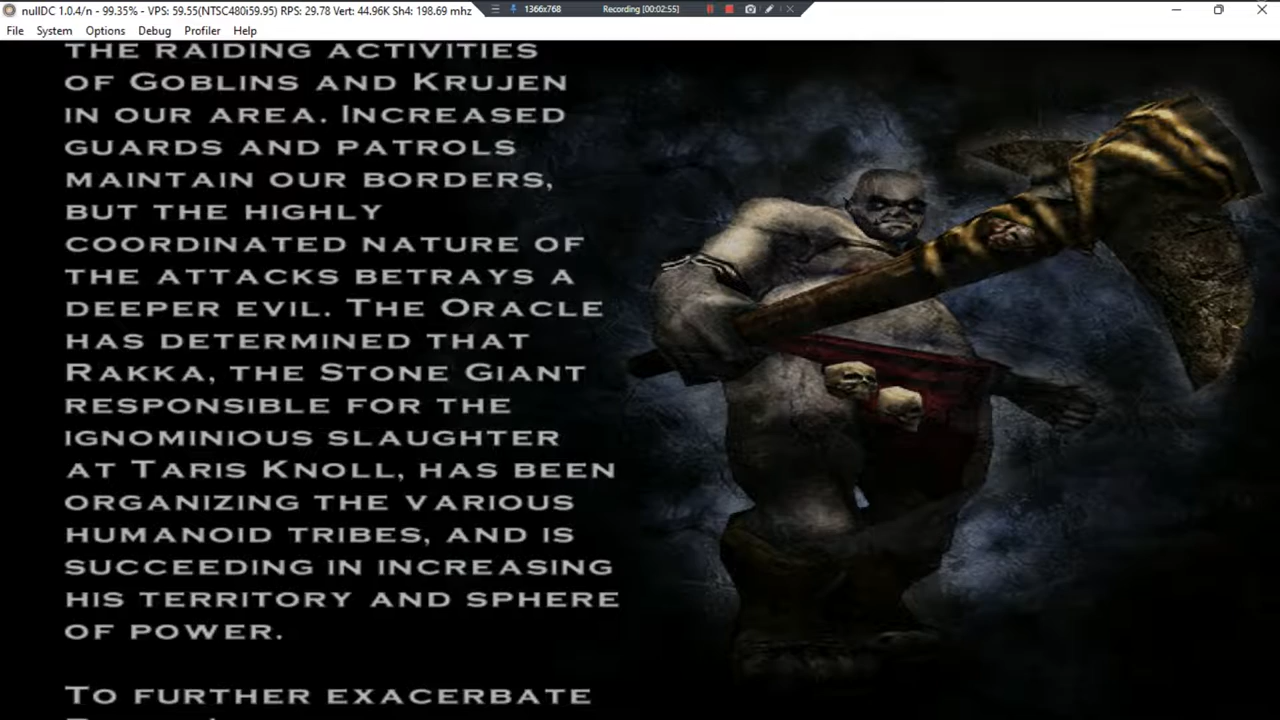 nullDC 1.0.4/n - 99.35% - VPS: 59.55(NTSC480i59.95) RPS: 29.78 Vert: 44.96K Sh4: 198.69 mhz
1366x768
Recording [00:02:55]
File System Options Debug Profiler Help
THE RAIDING ACTIVITIES
OF GOBLINS AND KRUJEN
IN OUR AREA. INCREASED
GUARDS AND PATROLS
MAINTAIN OUR BORDERS,
BUT THE HIGHLY
COORDINATED NATURE OF
THE ATTACKS BETRAYS A
DEEPER EVIL. THE ORACLE
HAS DETERMINED THAT
RAKKA, THE STONE GIANT
RESPONSIBLE FOR THE
IGNOMINIOUS SLAUGHTER
AT TARIS KNOLL, HAS BEEN
ORGANIZING THE VARIOUS
HUMANOID TRIBES, AND IS
SUCCEEDING IN INCREASING
HIS TERRITORY AND SPHERE
OF POWER.
TO FURTHER EXACERBATE